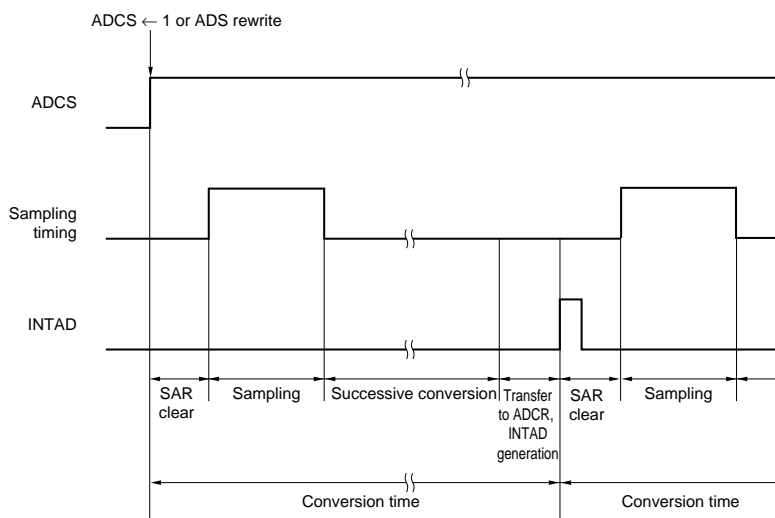 ADCS ← 1 or ADS rewrite
ADCS
Sampling
timing
INTAD
SAR
clear
Sampling
Successive conversion
Transfer
to ADCR,
INTAD
generation
SAR
clear
Sampling
Conversion time
Conversion time